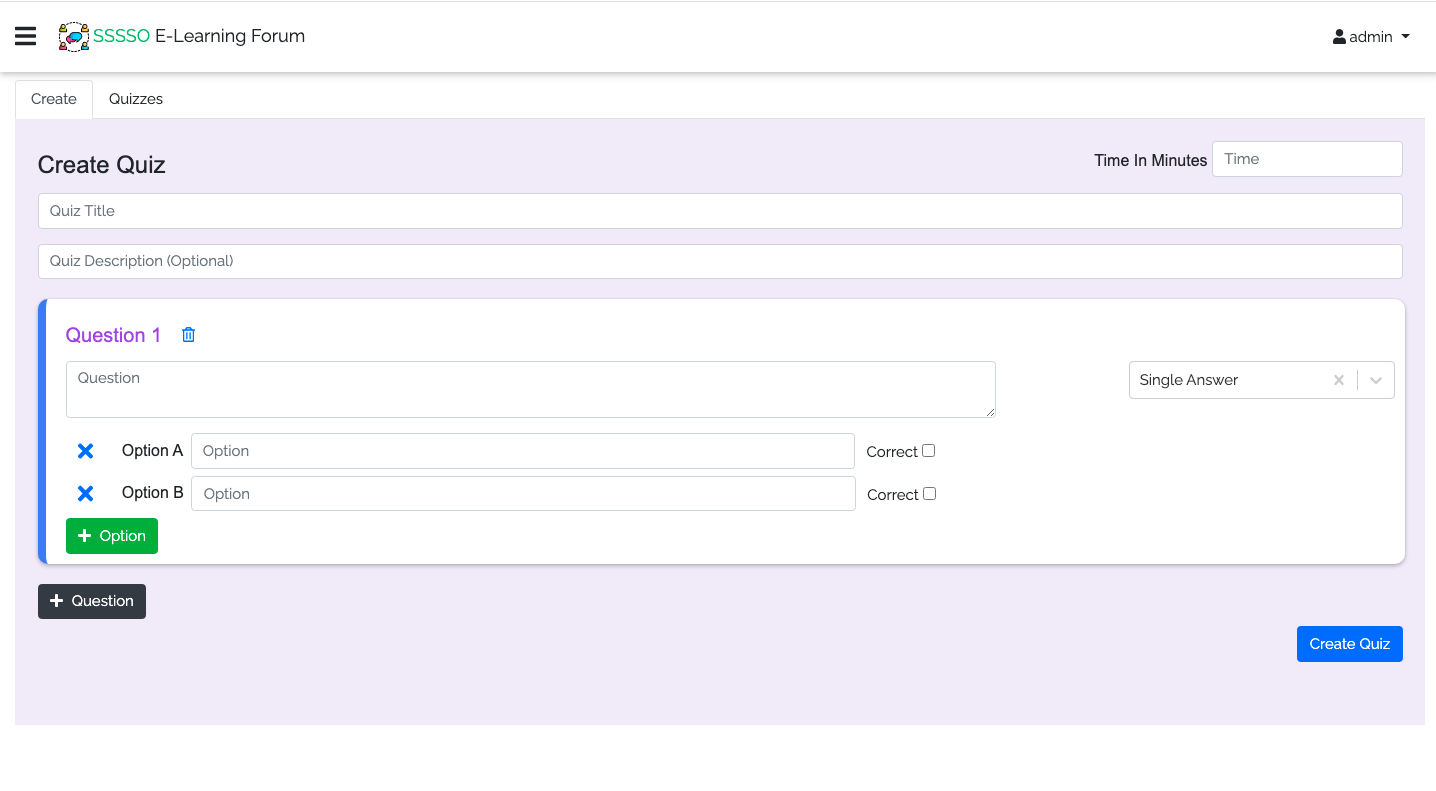 SSSSO E-Learning Forum
admin
Create Quizzes
Create Quiz
Time In Minutes Time
Quiz Title
Quiz Description (Optional)
Question 1
Question
Single Answer
Option A Option Correct
Option B Option Correct
Option
Question
Create Quiz